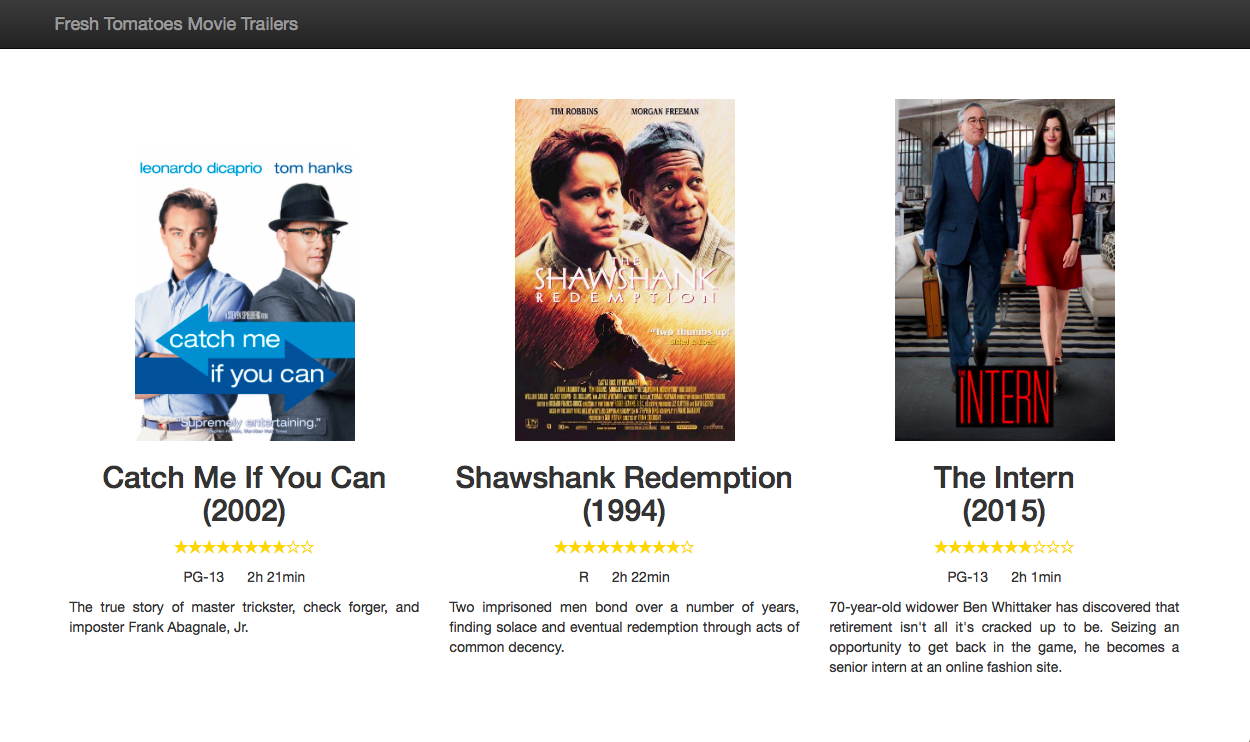 Fresh Tomatoes Movie Trailers
leonardo dicaprio tom hanks
catch me
if you can
"Supremely entertaining."
Catch Me If You Can
(2002)
★★★★★★★★☆☆
PG-13 2h 21min
The true story of master trickster, check forger, and
imposter Frank Abagnale, Jr.
TIM ROBBINS MORGAN FREEMAN
THE
SHAWSHANK
REDEMPTION
"Two thumbs up!"
Shawshank Redemption
(1994)
★★★★★★★★★☆
R 2h 22min
Two imprisoned men bond over a number of years,
finding solace and eventual redemption through acts of
common decency.
THE
INTERN
The Intern
(2015)
★★★★★★★☆☆☆
PG-13 2h 1min
70-year-old widower Ben Whittaker has discovered that
retirement isn't all it's cracked up to be. Seizing an
opportunity to get back in the game, he becomes a
senior intern at an online fashion site.